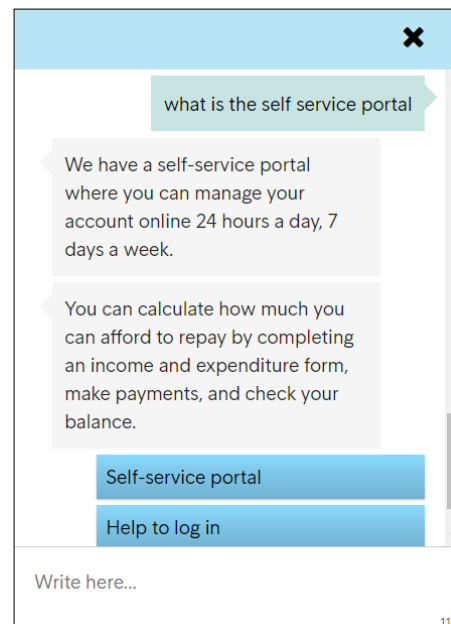 what is the self service portal
We have a self-service portal
where you can manage your
account online 24 hours a day, 7
days a week.
You can calculate how much you
can afford to repay by completing
an income and expenditure form,
make payments, and check your
balance.
Self-service portal
Help to log in
Write here...
11